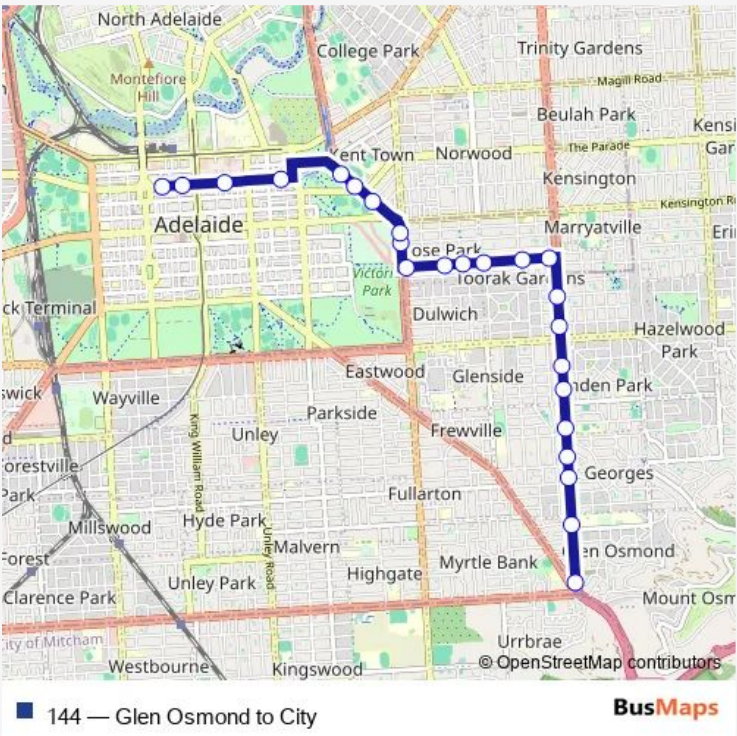 North Adelaide
College Park
Trinity Gardens
Montefiore
Hill
Magill Road
Beulah Park
Kensi
Gar
Kent Town
Norwood
The Parade
Kensington
Kensington R
Adelaide
Marryatville
Eri
ose Park
Victori
Park
Toorak Gar ns
ck Terminal
Dulwich
Hazelwood
Park
Eastwood
Glenside
nden Park
swick
Wayville
Parkside
King William Road
Unley
Frewville
d
orestville
Park
Georges
Fullarton
Millswood
Hyde Park
Unley Road
Malvern
Myrtle Bank
en Osmond
Forest
Unley Park
Highgate
Clarence Park
Mount Osm
ity of Mitcham
Urrbrae
Westbourne
Kingswood
© OpenStreetMap contributors
144 — Glen Osmond to City
BusMaps